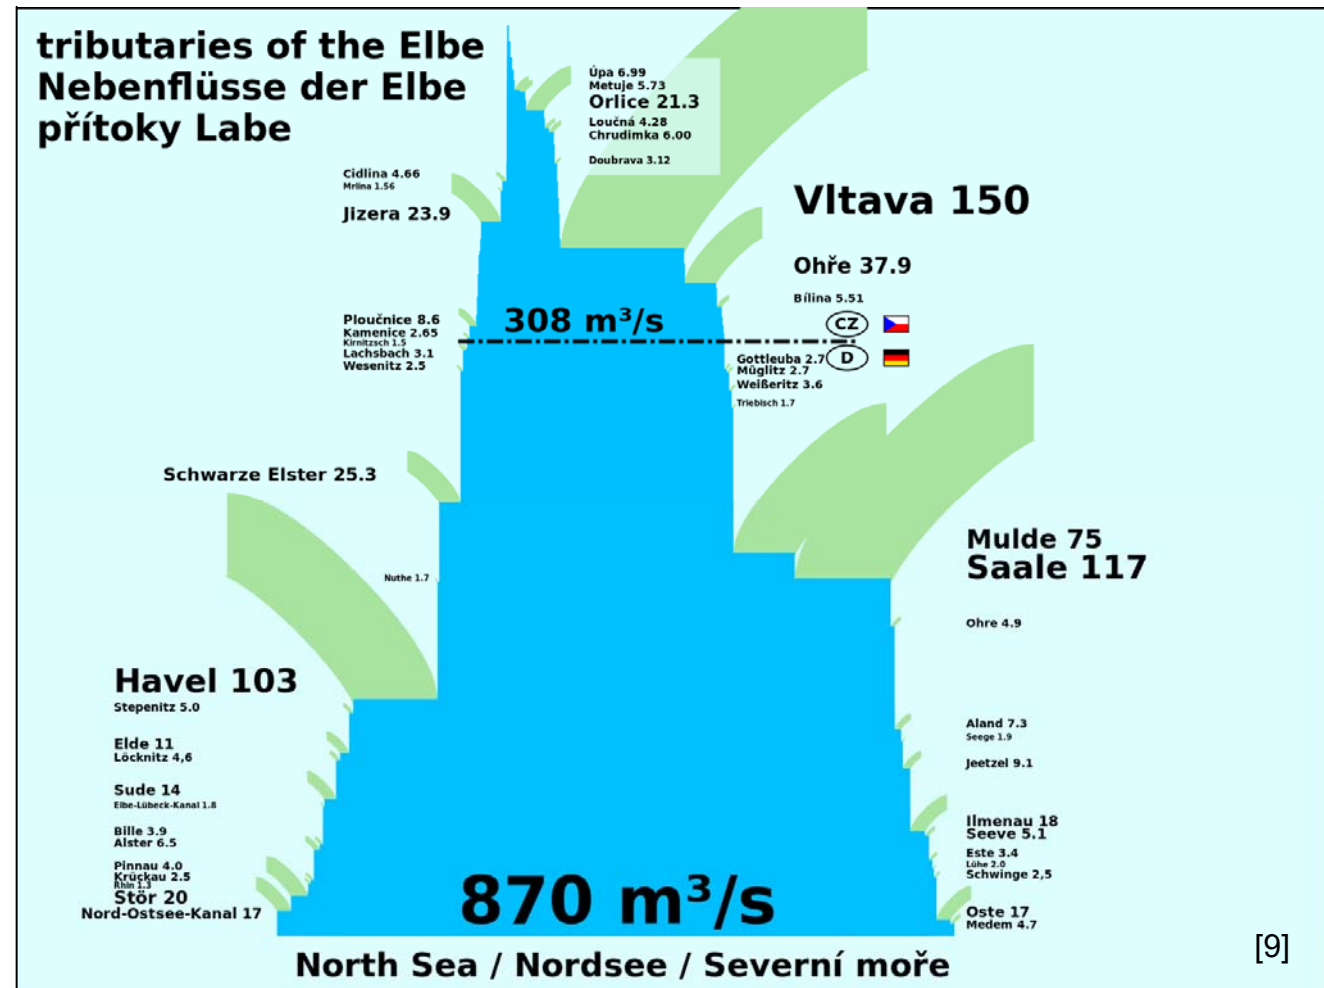 tributaries of the Elbe
Nebenflüsse der Elbe
přítoky Labe
Úpa 6.99
Metuje 5.73
Orlice 21.3
Loučná 4.28
Chrudimka 6.00
Doubrava 3.12
Cidlina 4.66
Mrlina 1.56
Jizera 23.9
Vltava 150
Ohře 37.9
Bílina 5.51
Ploučnice 8.6
Kamenice 2.65
Kirnitzsch 1.5
Lachsbach 3.1
Wesenitz 2.5
308 m³/s
CZ
D
Gottleuba 2.7
Müglitz 2.7
Weißeritz 3.6
Triebisch 1.7
Schwarze Elster 25.3
Mulde 75
Saale 117
Nuthe 1.7
Ohre 4.9
Havel 103
Stepenitz 5.0
Elde 11
Löcknitz 4,6
Sude 14
Elbe-Lübeck-Kanal 1.8
Bille 3.9
Alster 6.5
Pinnau 4.0
Krückau 2.5
Rhin 1.3
Stör 20
Nord-Ostsee-Kanal 17
Aland 7.3
Seege 1.9
Jeetzel 9.1
Ilmenau 18
Seeve 5.1
Este 3.4
Lühe 2.0
Schwinge 2,5
Oste 17
Medem 4.7
870 m³/s
North Sea / Nordsee / Severní moře
[9]